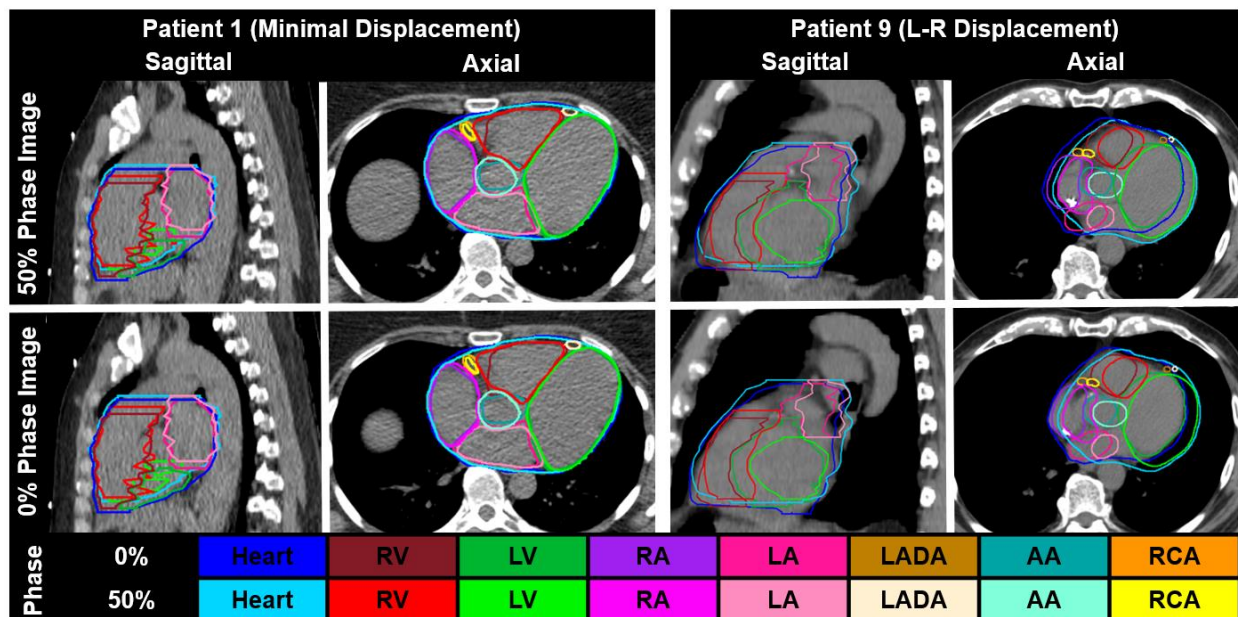 Patient 1 (Minimal Displacement)
Patient 9 (L-R Displacement)
Sagittal
Axial
Sagittal
Axial
50% Phase Image
0% Phase Image
Phase
0%
Heart
RV
LV
RA
LA
LADA
AA
RCA
50%
Heart
RV
LV
RA
LA
LADA
AA
RCA